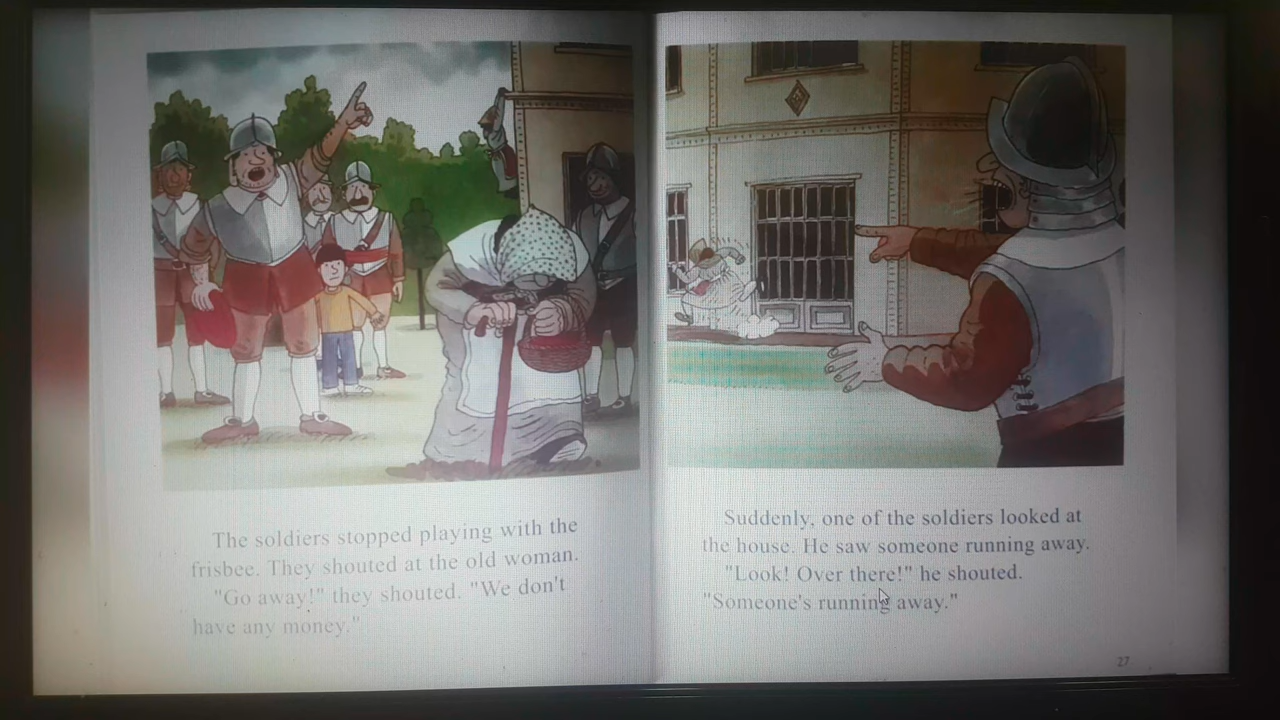 The soldiers stopped playing with the
frisbee. They shouted at the old woman.
"Go away!" they shouted. "We don't
have any money."
Suddenly, one of the soldiers looked at
the house. He saw someone running away.
"Look! Over there!" he shouted.
"Someone's running away."
27